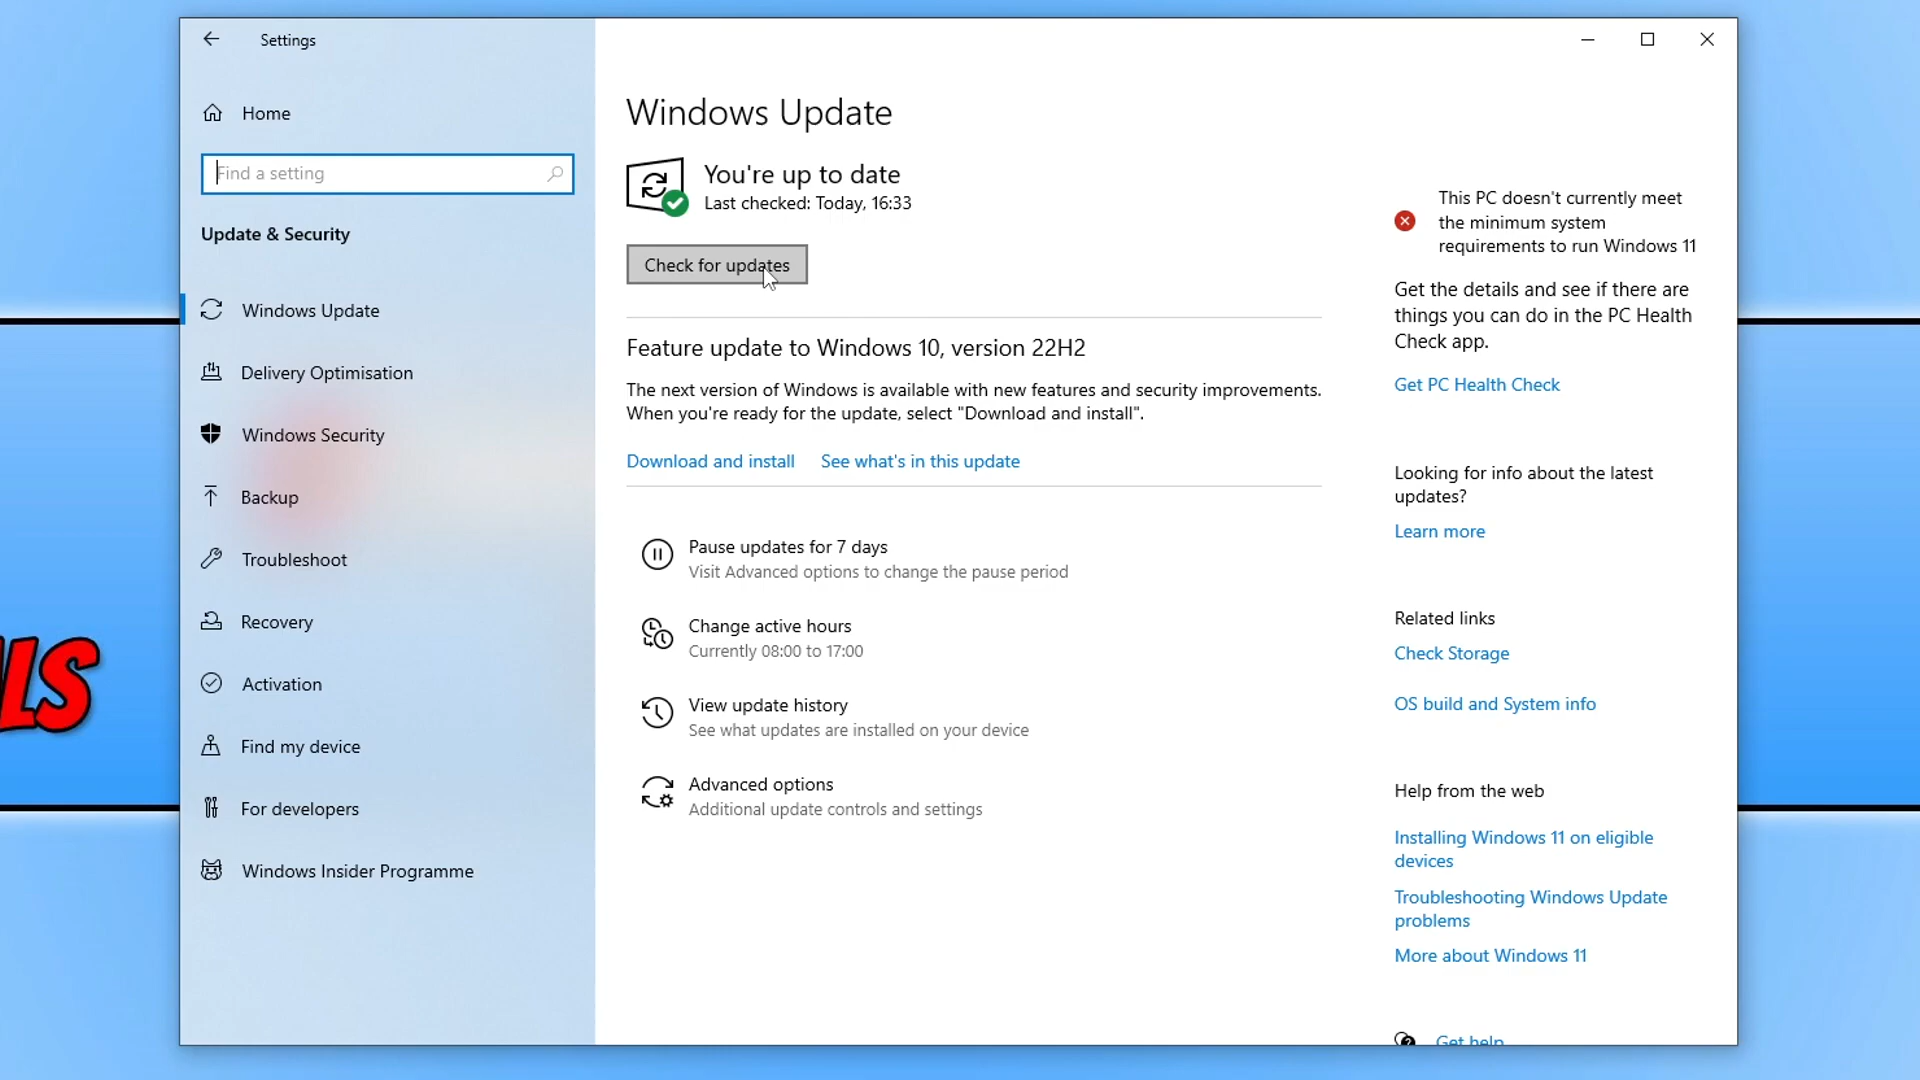 Settings
Home
Find a setting
Update & Security
Windows Update
Delivery Optimisation
Windows Security
Backup
Troubleshoot
Recovery
Activation
Find my device
For developers
Windows Insider Programme
Windows Update
You're up to date
Last checked: Today, 16:33
Check for updates
Feature update to Windows 10, version 22H2
The next version of Windows is available with new features and security improvements.
When you're ready for the update, select "Download and install".
Download and install See what's in this update
Pause updates for 7 days
Visit Advanced options to change the pause period
Change active hours
Currently 08:00 to 17:00
View update history
See what updates are installed on your device
Advanced options
Additional update controls and settings
This PC doesn't currently meet
the minimum system
requirements to run Windows 11
Get the details and see if there are
things you can do in the PC Health
Check app.
Get PC Health Check
Looking for info about the latest
updates?
Learn more
Related links
Check Storage
OS build and System info
Help from the web
Installing Windows 11 on eligible
devices
Troubleshooting Windows Update
problems
More about Windows 11
Get help
LS